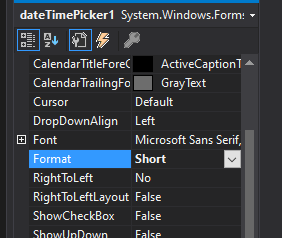 dateTimePicker1 System.Windows.Forms
CalendarTitleForeC ActiveCaptionT
CalendarTrailingFo GrayText
Cursor Default
DropDownAlign Left
Font Microsoft Sans Serif,
Format Short
RightToLeft No
RightToLeftLayout False
ShowCheckBox False
ShowUpDown False